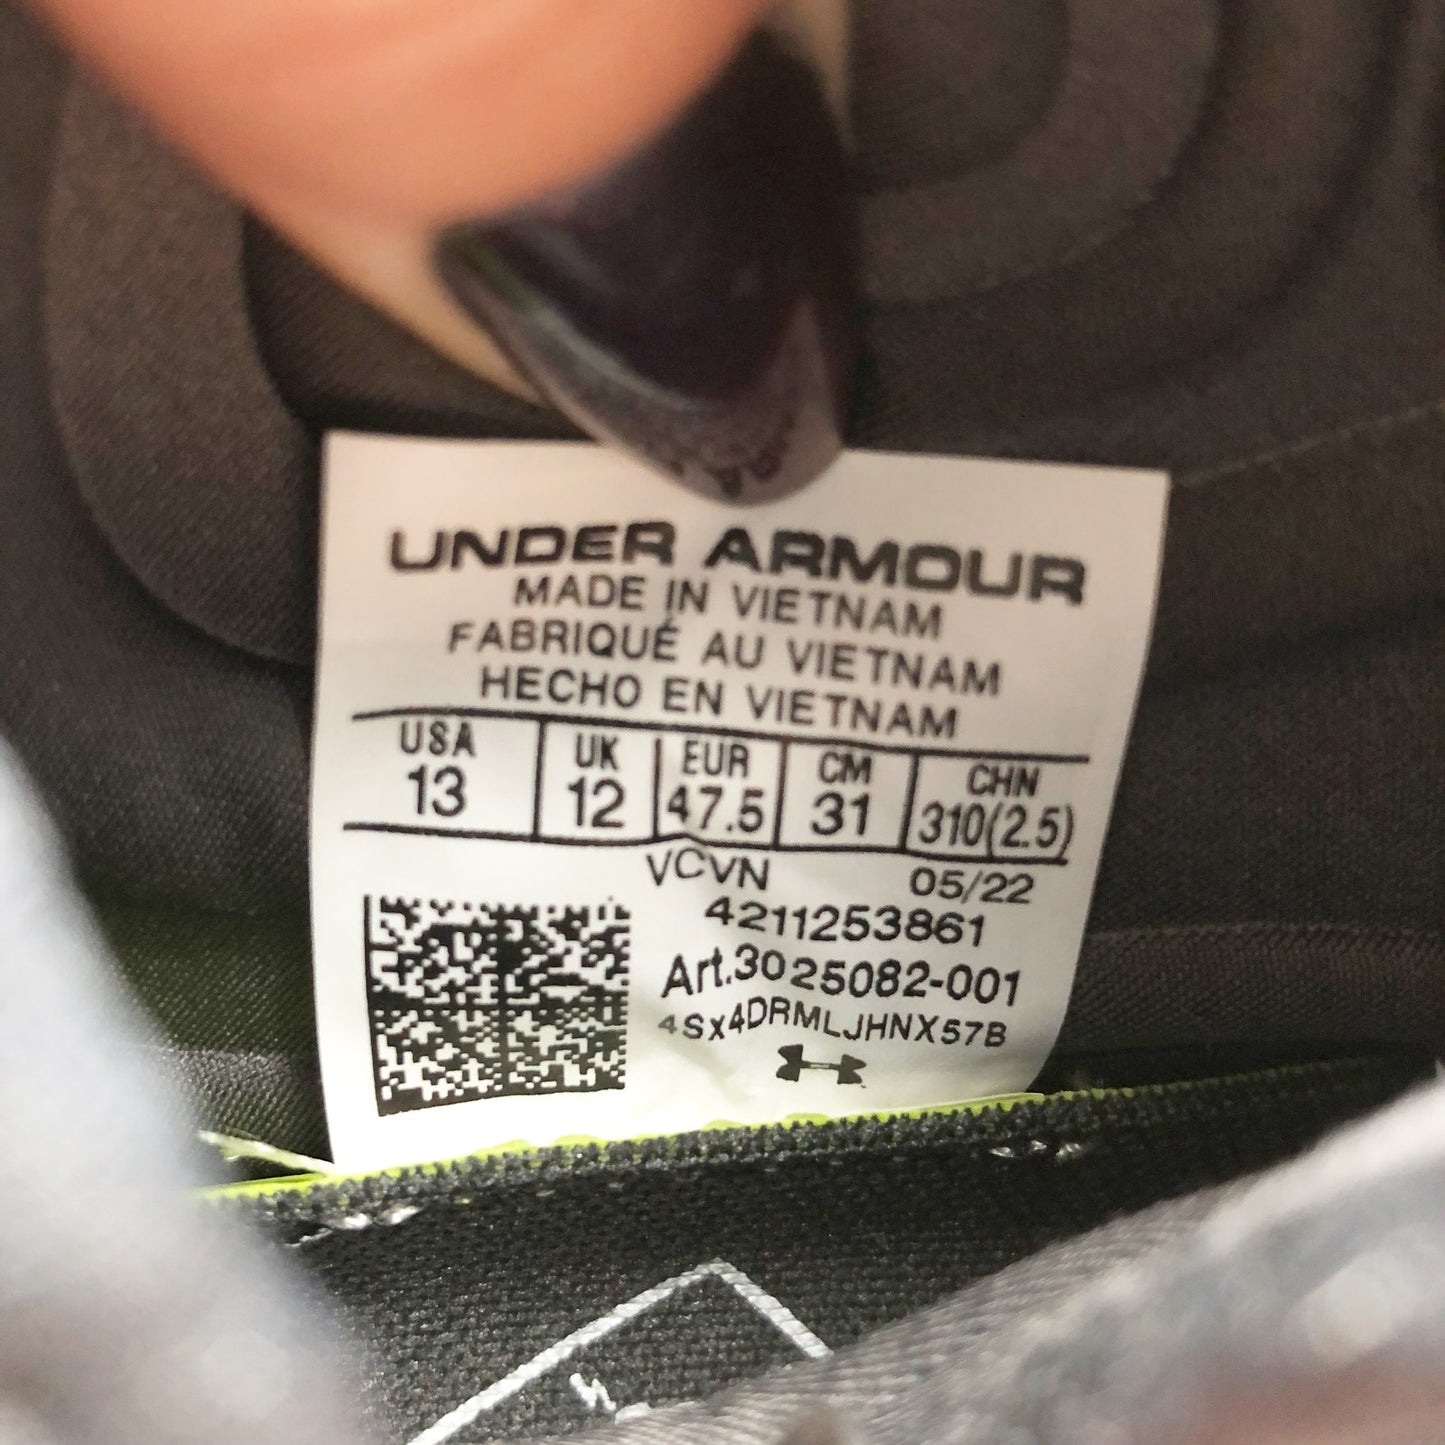 UNDER ARMOUR
MADE IN VIETNAM
FABRIQUÉ AU VIETNAM
HECHO EN VIETNAM
USA UK EUR CM CHN
13 12 47.5 31 310(2.5)
VCVN 05/22
4211253861
Art.3025082-001
4Sx4DRMLJHNX57B